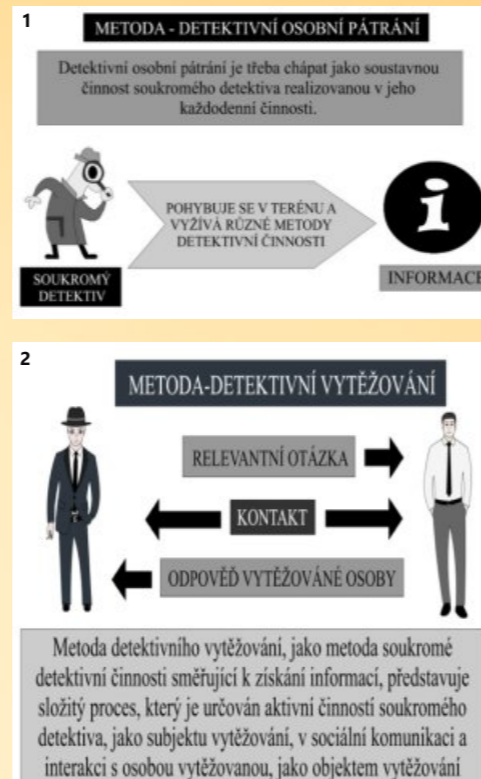 1
METODA - DETEKTIVNÍ OSOBNÍ PÁTRÁNÍ
Detektivní osobní pátrání je třeba chápat jako soustavnou
činnost soukromého detektiva realizovanou v jeho
každodenní činnosti.
POHYBUJE SE V TERÉNU A
VYŽÍVÁ RŮZNÉ METODY
DETEKTIVNÍ ČINNOSTI
i
SOUKROMÝ
DETEKTIV
INFORMACE
2
METODA-DETEKTIVNÍ VYTĚŽOVÁNÍ
RELEVANTNÍ OTÁZKA
KONTAKT
ODPOVĚĎ VYTĚŽOVÁNÉ OSOBY
Metoda detektivního vytěžování, jako metoda soukromé
detektivní činnosti směřující k získání informací, představuje
složitý proces, který je určován aktivní činností soukromého
detektiva, jako subjektu vytěžování, v sociální komunikaci a
interakci s osobou vytěžovanou, jako objektem vytěžování